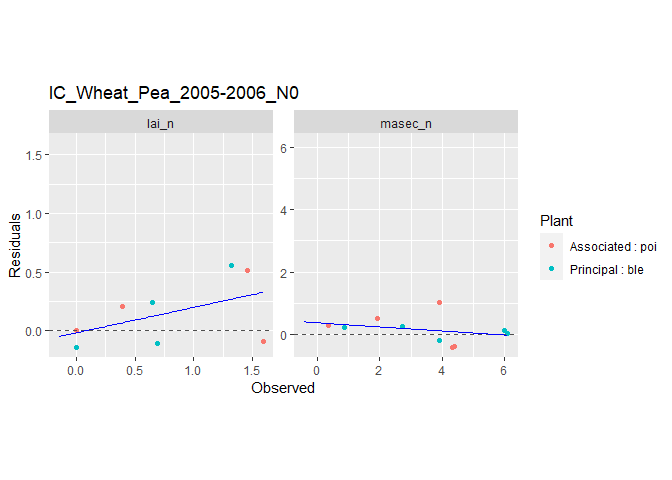 IC_Wheat_Pea_2005-2006_N0
lai_n
masec_n
1.5
1.0
0.5
0.0
6
4
2
0
Residuals
0.0 0.5 1.0 1.5
0 2 4 6
Observed
Plant
Associated : poi
Principal : ble